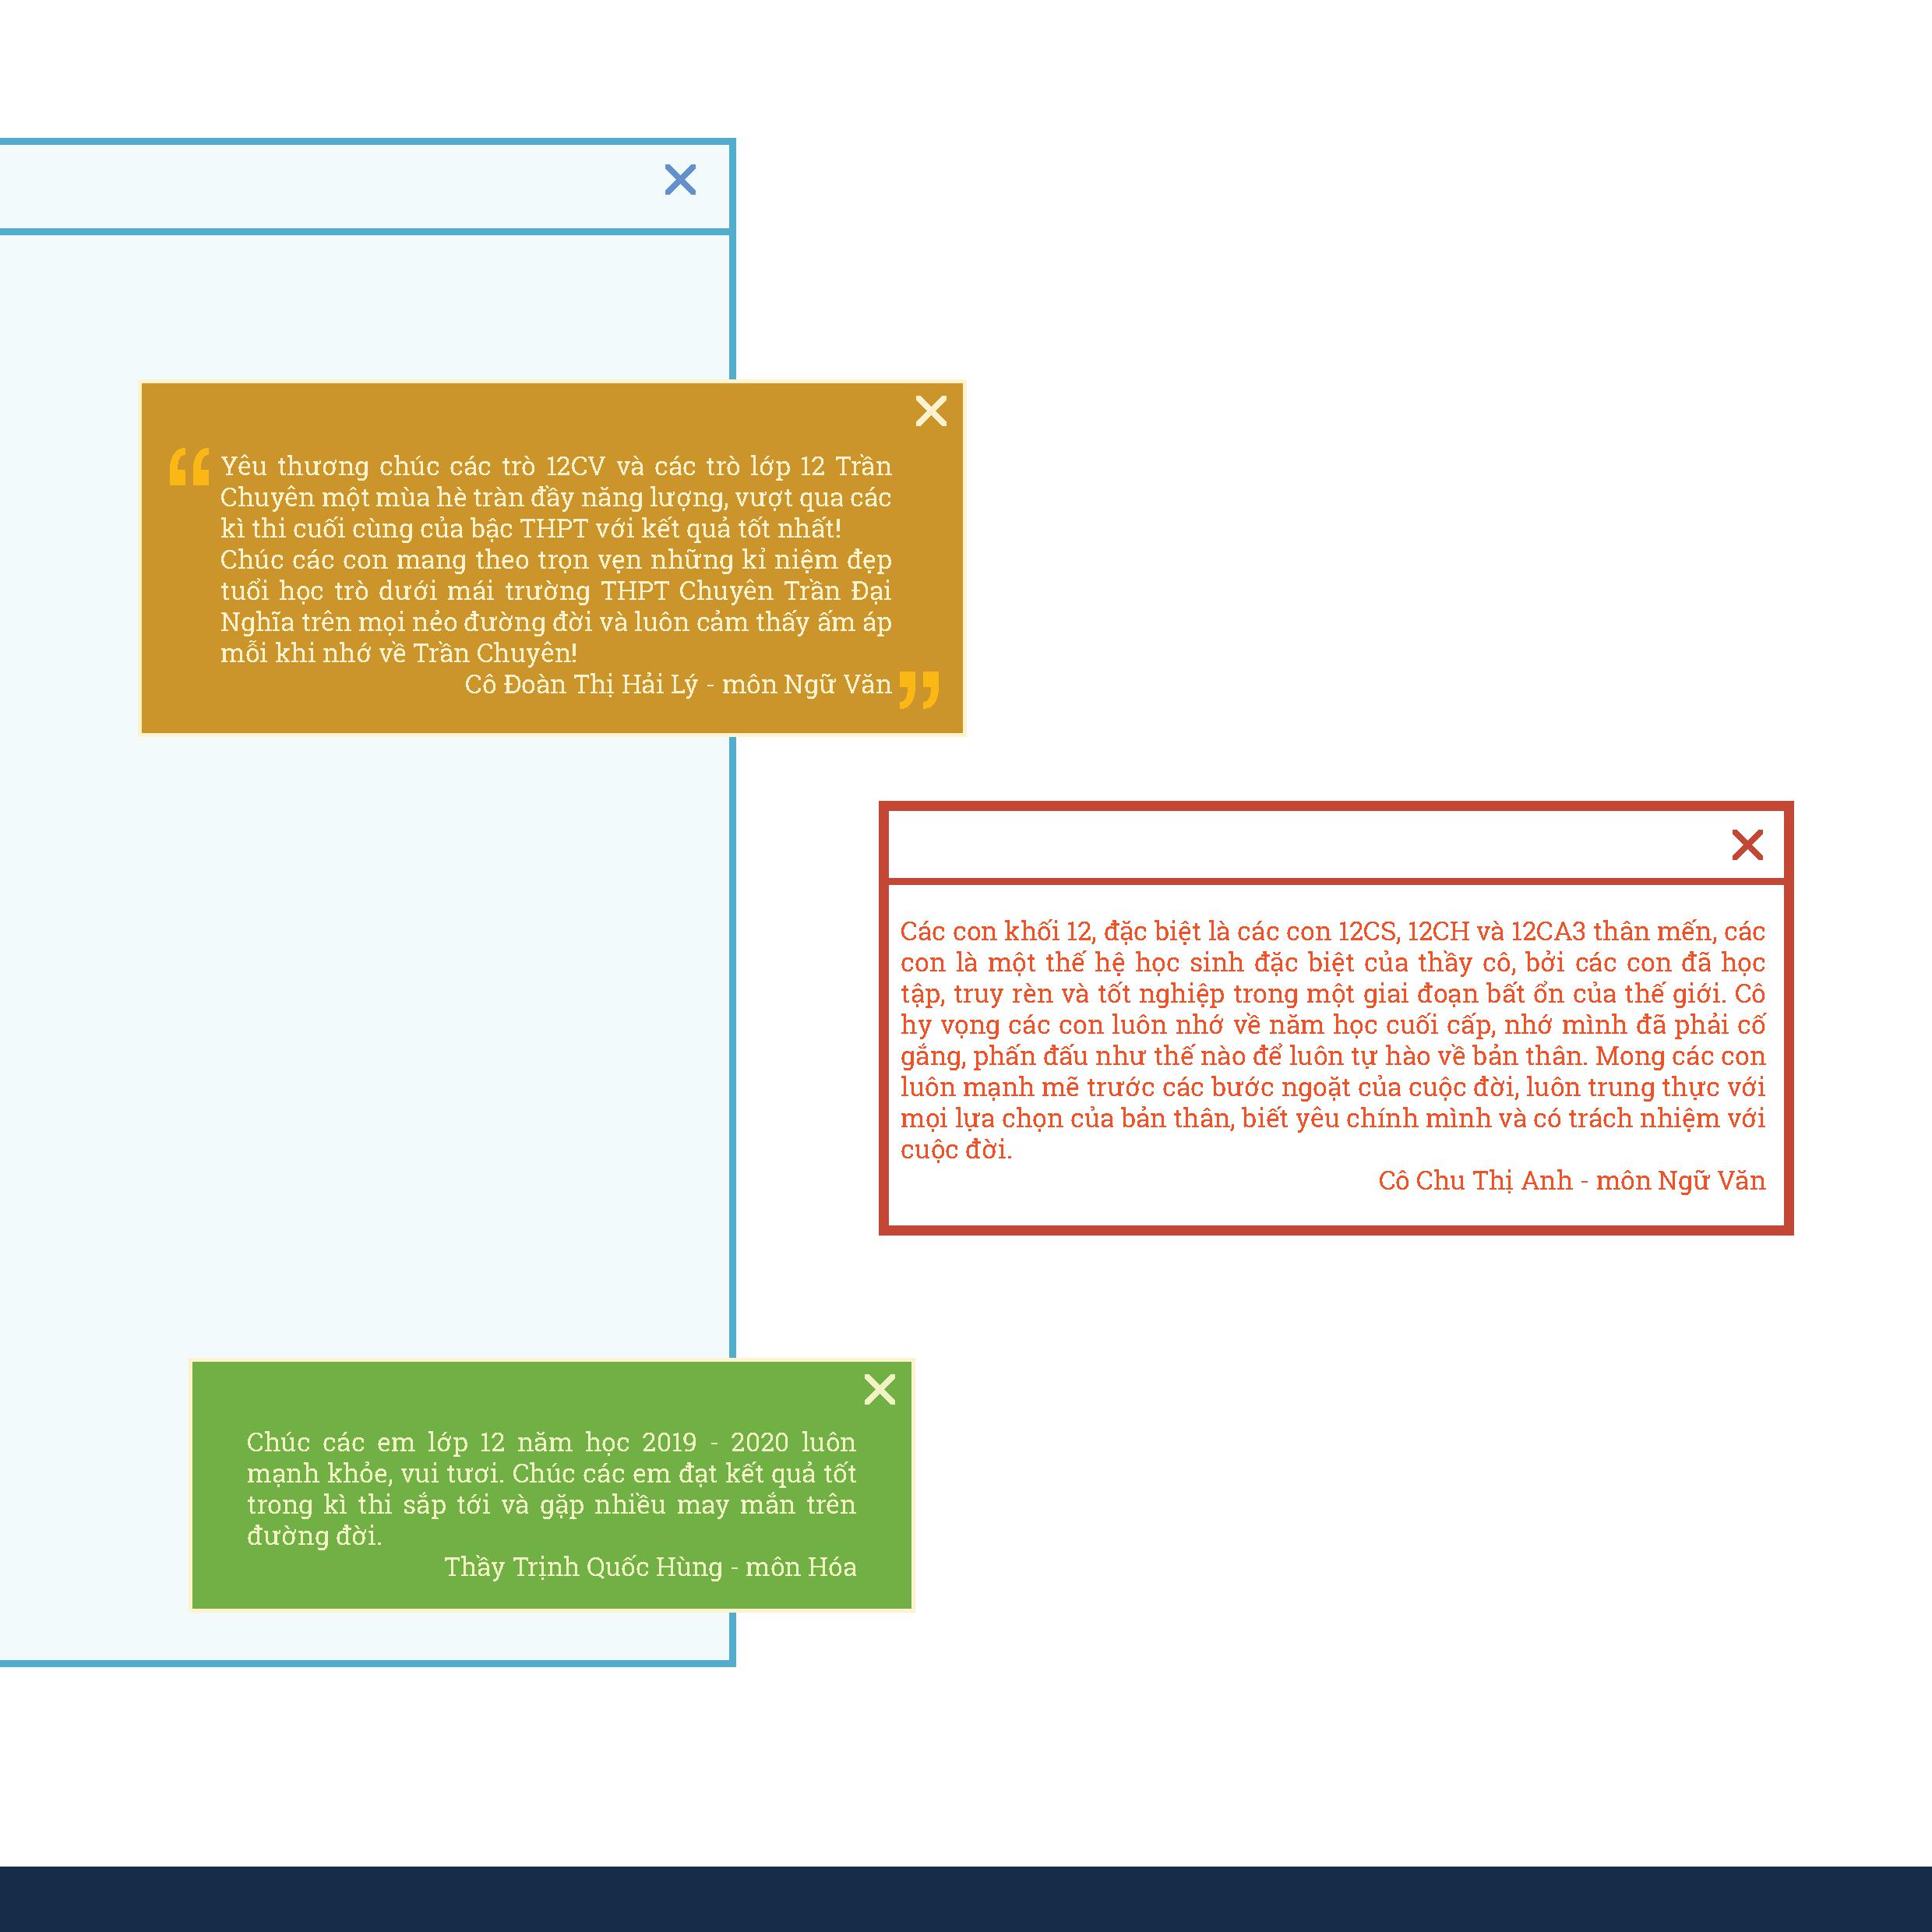 “ Yêu thương chúc các trò 12CV và các trò lớp 12 Trần
Chuyên một mùa hè tràn đầy năng lượng, vượt qua các
kì thi cuối cùng của bậc THPT với kết quả tốt nhất!
Chúc các con mang theo trọn vẹn những kỉ niệm đẹp
tuổi học trò dưới mái trường THPT Chuyên Trần Đại
Nghĩa trên mọi nẻo đường đời và luôn cảm thấy ấm áp
mỗi khi nhớ về Trần Chuyên!
Cô Đoàn Thị Hải Lý - môn Ngữ Văn ”
Các con khối 12, đặc biệt là các con 12CS, 12CH và 12CA3 thân mến, các
con là một thế hệ học sinh đặc biệt của thầy cô, bởi các con đã học
tập, truy rèn và tốt nghiệp trong một giai đoạn bất ổn của thế giới. Cô
hy vọng các con luôn nhớ về năm học cuối cấp, nhớ mình đã phải cố
gắng, phấn đấu như thế nào để luôn tự hào về bản thân. Mong các con
luôn mạnh mẽ trước các bước ngoặt của cuộc đời, luôn trung thực với
mọi lựa chọn của bản thân, biết yêu chính mình và có trách nhiệm với
cuộc đời.
Cô Chu Thị Anh - môn Ngữ Văn
Chúc các em lớp 12 năm học 2019 - 2020 luôn
mạnh khỏe, vui tươi. Chúc các em đạt kết quả tốt
trong kì thi sắp tới và gặp nhiều may mắn trên
đường đời.
Thầy Trịnh Quốc Hùng - môn Hóa